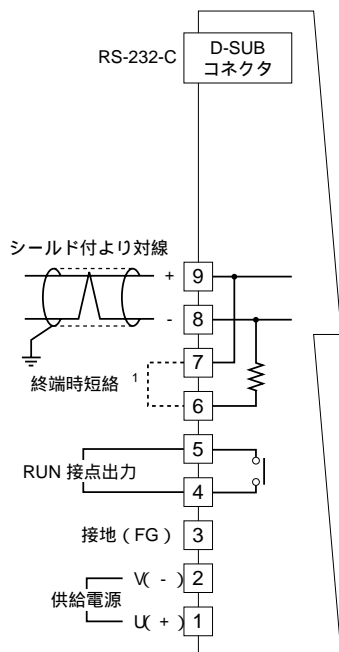 RS-232-C
D-SUB
コネクタ
シールド付より対線
+ 9
- 8
7
終端時短絡 1
6
5
RUN 接点出力
4
接地(FG) 3
V( - ) 2
供給電源
U( + ) 1